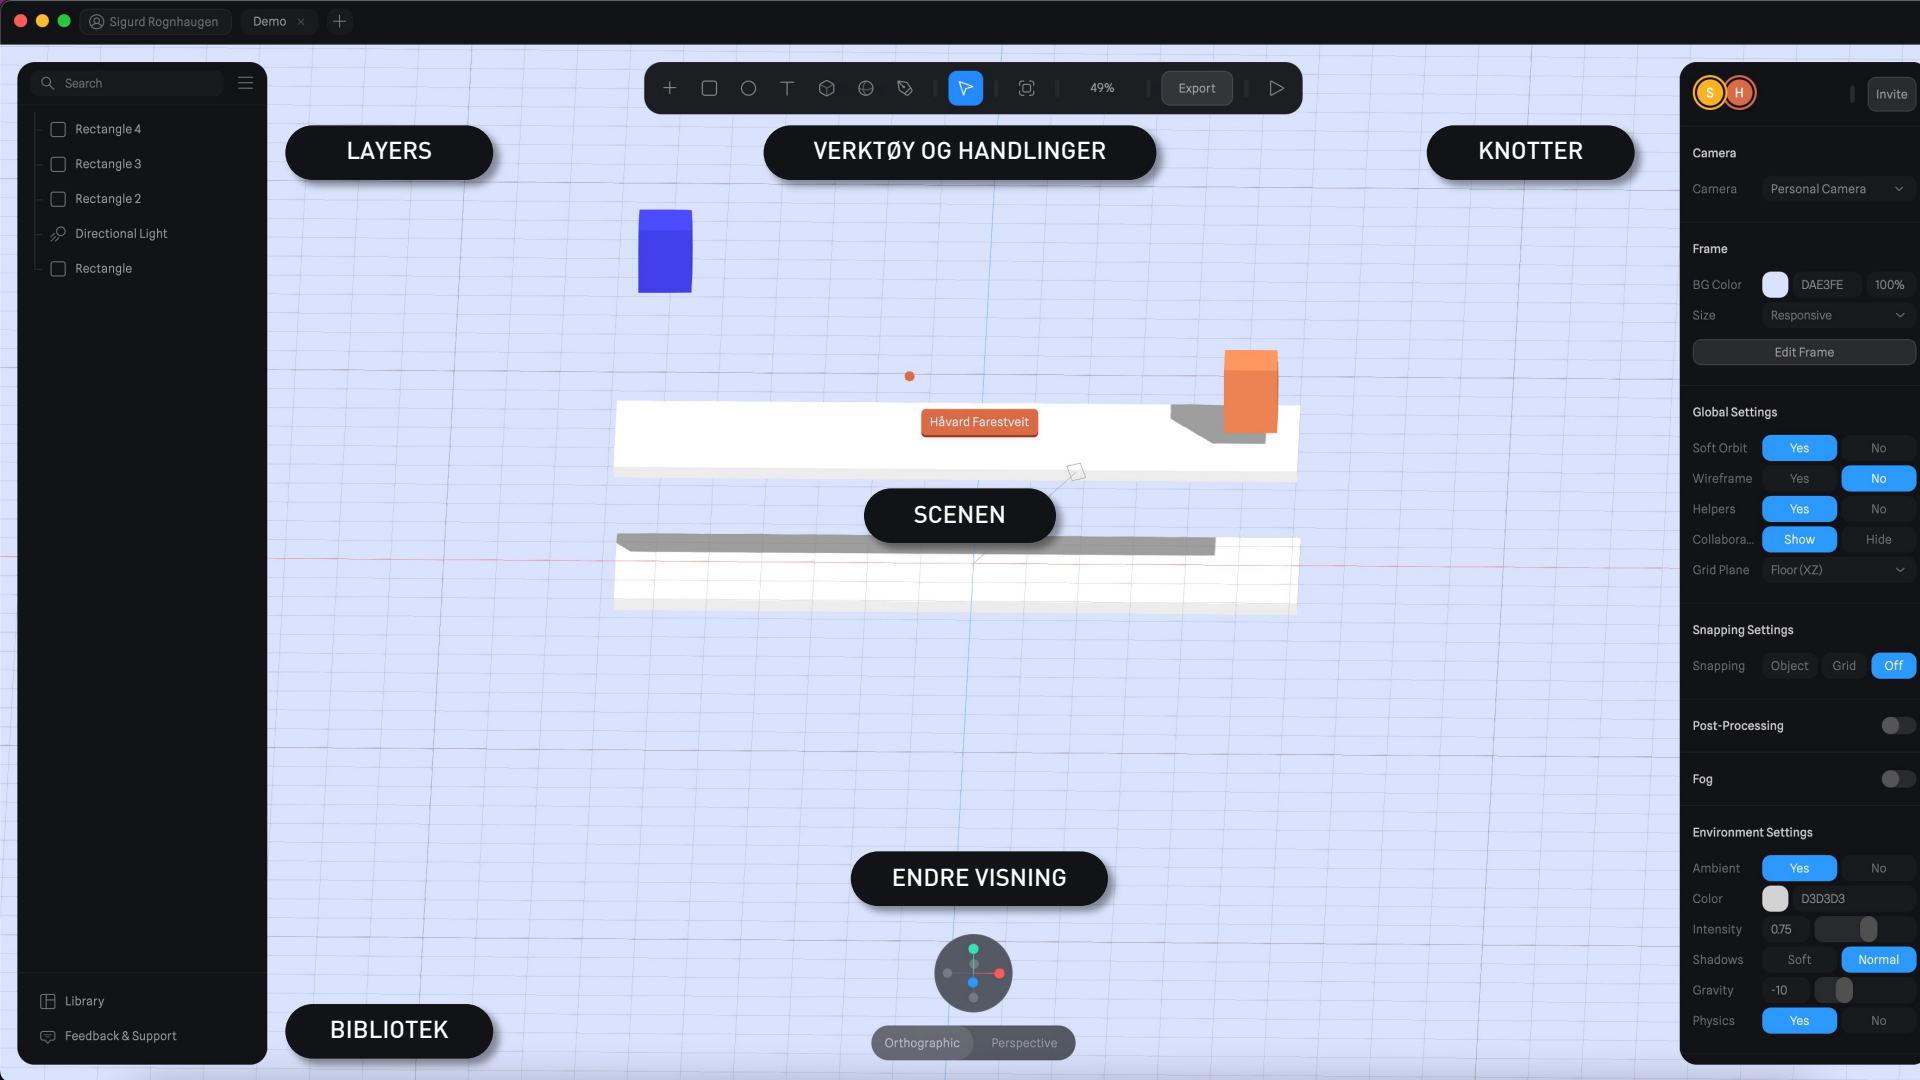 Sigurd Rognhaugen
Demo
Search
49%
Export
S
H
Invite
LAYERS
VERKTØY OG HANDLINGER
KNOTTER
Rectangle 4
Rectangle 3
Rectangle 2
Directional Light
Rectangle
Håvard Farestveit
SCENEN
ENDRE VISNING
Orthographic
Perspective
Library
Feedback & Support
BIBLIOTEK
Camera
Camera Personal Camera
Frame
BG Color DAE3FE 100%
Size Responsive
Edit Frame
Global Settings
Soft Orbit Yes No
Wireframe Yes No
Helpers Yes No
Collabora... Show Hide
Grid Plane Floor (XZ)
Snapping Settings
Snapping Object Grid Off
Post-Processing
Fog
Environment Settings
Ambient Yes No
Color D3D3D3
Intensity 0.75
Shadows Soft Normal
Gravity -10
Physics Yes No